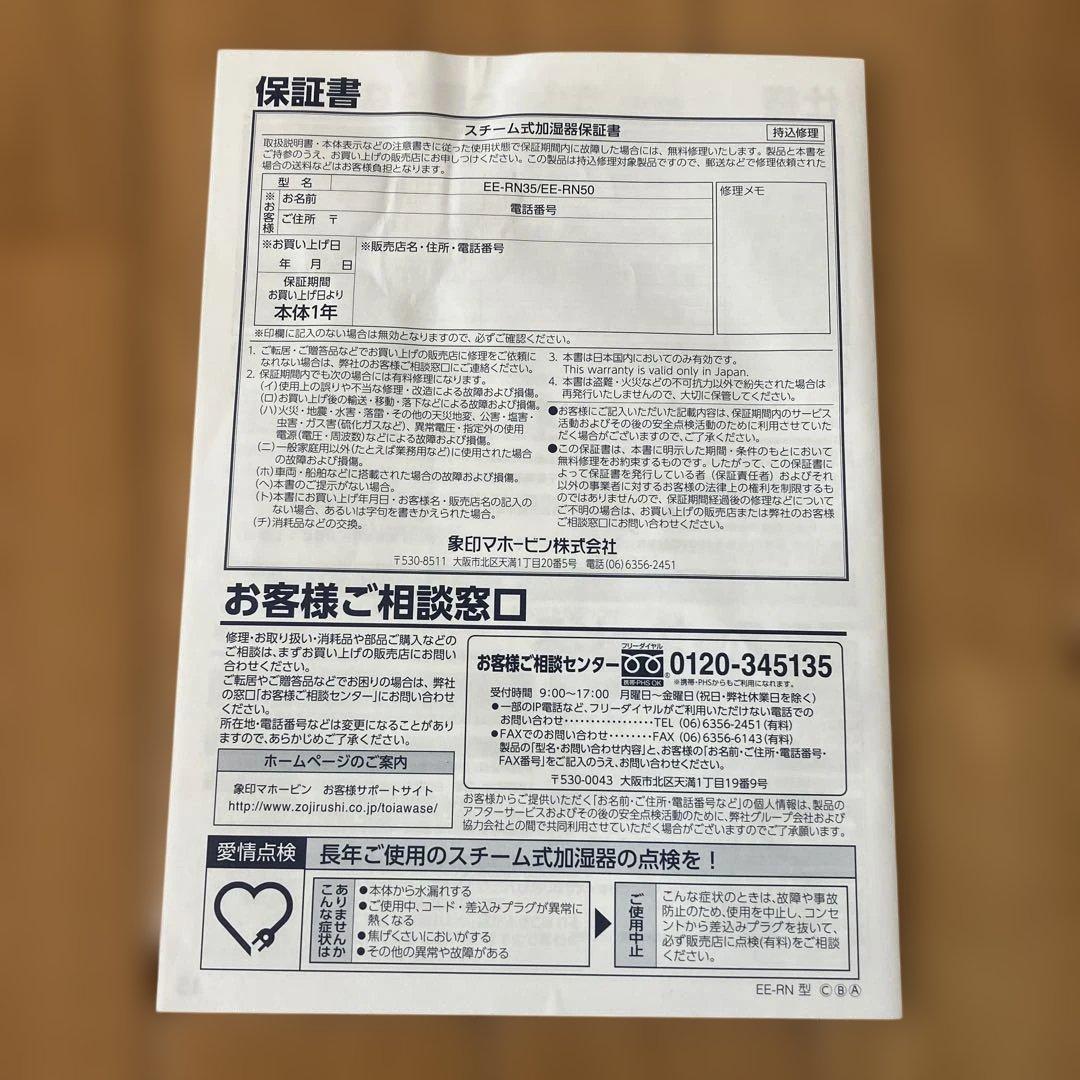 保証書
スチーム式加湿器保証書
持込修理
取扱説明書・本体表示などの注意書きに従った使用状態で保証期間内に故障した場合には、無料修理いたします。製品と本書を
ご持参のうえ、お買い上げの販売店にお申しつけください。この製品は持込修理対象製品ですので、郵送などで修理依頼された
場合の送料などはお客様負担となります。
型 名
EE-RN35/EE-RN50
修理メモ
※お客様
お名前
電話番号
ご住所 〒
※お買い上げ日
年 月 日
※販売店名・住所・電話番号
保証期間
お買い上げ日より
本体1年
※印欄に記入のない場合は無効となりますので、必ずご確認ください。
1. ご転居・ご贈答品などでお買い上げの販売店に修理をご依頼に
なれない場合は、弊社のお客様ご相談窓口にご連絡ください。
2. 保証期間内でも次の場合には有料修理になります。
(イ)使用上の誤りや不当な修理・改造による故障および損傷。
(ロ)お買い上げ後の輸送・移動・落下などによる故障および損傷。
(ハ)火災・地震・水害・落雷・その他の天災地変、公害・塩害・
虫害・ガス害(硫化ガスなど)、異常電圧・指定外の使用
電源(電圧・周波数)などによる故障および損傷。
(ニ)一般家庭用以外(たとえば業務用など)に使用された場合
の故障および損傷。
(ホ)車両・船舶などに搭載された場合の故障および損傷。
(ヘ)本書のご提示がない場合。
(ト)本書にお買い上げ年月日・お客様名・販売店名の記入の
ない場合、あるいは字句を書きかえられた場合。
(チ)消耗品などの交換。
3. 本書は日本国内においてのみ有効です。
This warranty is valid only in Japan.
4. 本書は盗難・火災などの不可抗力以外で紛失された場合は
再発行いたしませんので、大切に保管してください。
●お客様にご記入いただいた記載内容は、保証期間内のサービス
活動およびその後の安全点検活動のために利用させていた
だく場合がございますので、ご了承ください。
●この保証書は、本書に明示した期間・条件のもとにおいて
無料修理をお約束するものです。したがって、この保証書に
よって保証書を発行している者(保証責任者)およびそれ
以外の事業者に対するお客様の法律上の権利を制限するも
のではありませんので、保証期間経過後の修理などについて
ご不明の場合は、お買い上げの販売店または弊社のお客様
ご相談窓口にお問い合わせください。
象印マホービン株式会社
〒530-8511 大阪市北区天満1丁目20番5号 電話(06)6356-2451
お客様ご相談窓口
修理・お取り扱い・消耗品や部品ご購入などの
ご相談は、まずお買い上げの販売店にお問い
合わせください。
ご転居やご贈答品などでお困りの場合は、弊社
の窓口「お客様ご相談センター」にお問い合わせ
ください。
所在地・電話番号などは変更になることがあり
ますので、あらかじめご了承ください。
ホームページのご案内
象印マホービン お客様サポートサイト
http://www.zojirushi.co.jp/toiawase/
お客様ご相談センター
フリーダイヤル
携帯・PHS OK
®
0120-345135
※携帯・PHSからもご利用になれます。
受付時間 9:00~17:00 月曜日~金曜日(祝日・弊社休業日を除く)
●一部のIP電話など、フリーダイヤルがご利用いただけない電話での
お問い合わせ················TEL (06)6356-2451(有料)
●FAXでのお問い合わせ········FAX (06)6356-6143(有料)
製品の「型名・お問い合わせ内容」と、お客様の「お名前・ご住所・電話番号・
FAX番号」をご記入のうえ、お問い合わせください。
〒530-0043 大阪市北区天満1丁目19番9号
お客様からご提供いただく「お名前・ご住所・電話番号など」の個人情報は、製品の
アフターサービスおよびその後の安全点検活動のために、弊社グループ会社および
協力会社との間で共同利用させていただく場合がございますのでご了承願います。
愛情点検
長年ご使用のスチーム式加湿器の点検を!
こんな症状は
ありませんか
●本体から水漏れする
●ご使用中、コード・差込みプラグが異常に
熱くなる
●焦げくさいにおいがする
●その他の異常や故障がある
ご使用中止
こんな症状のときは、故障や事故
防止のため、使用を中止し、コンセ
ントから差込みプラグを抜いて、
必ず販売店に点検(有料)をご相談
ください。
EE-RN 型 ⒸⒷⒶ